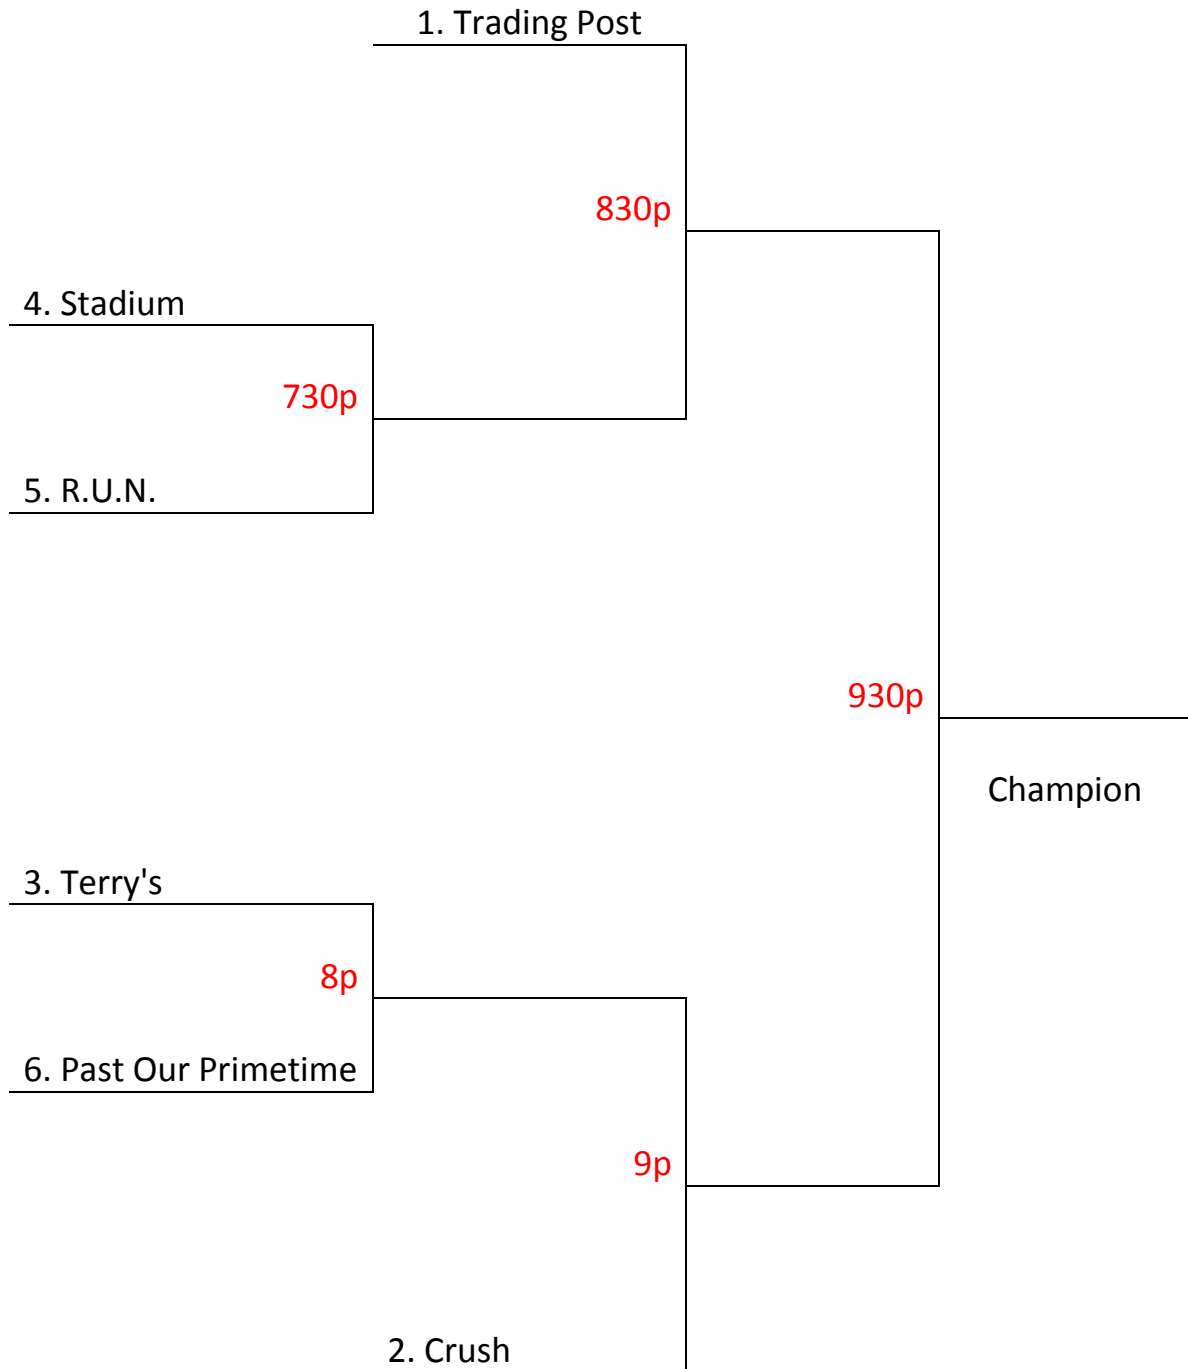 1. Trading Post
830p
4. Stadium
730p
5. R.U.N.
930p
Champion
3. Terry's
8p
6. Past Our Primetime
9p
2. Crush